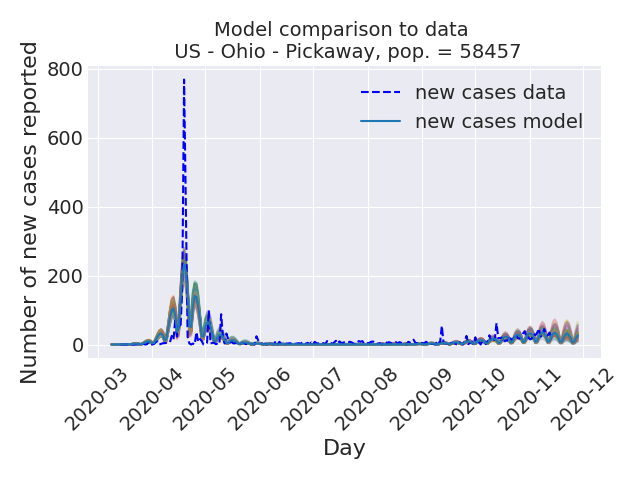 Model comparison to data
US - Ohio - Pickaway, pop. = 58457
Number of new cases reported
800
600
400
200
0
new cases data
new cases model
2020-03
2020-04
2020-05
2020-06
2020-07
2020-08
2020-09
2020-10
2020-11
2020-12
Day